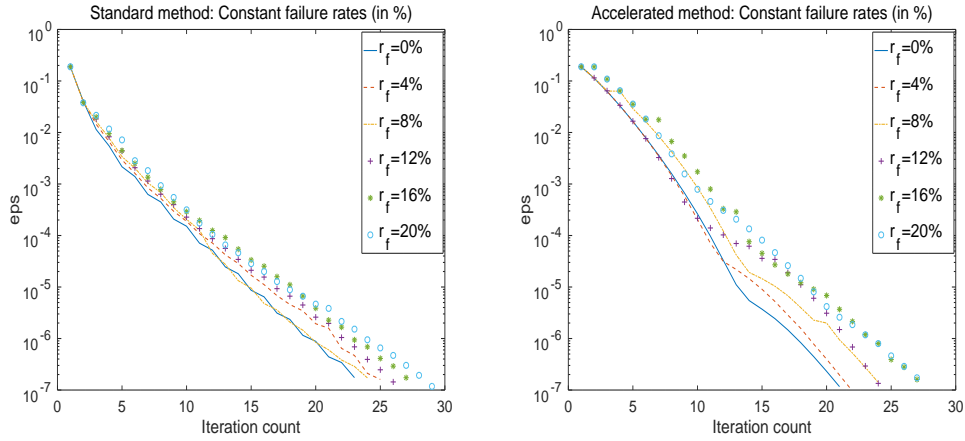 Standard method: Constant failure rates (in %)
10^0
10^-1
10^-2
10^-3
10^-4
10^-5
10^-6
10^-7
eps
0 5 10 15 20 25 30
Iteration count
r_f=0%
r_f=4%
r_f=8%
r_f=12%
r_f=16%
r_f=20%
Accelerated method: Constant failure rates (in %)
10^0
10^-1
10^-2
10^-3
10^-4
10^-5
10^-6
10^-7
eps
0 5 10 15 20 25 30
Iteration count
r_f=0%
r_f=4%
r_f=8%
r_f=12%
r_f=16%
r_f=20%